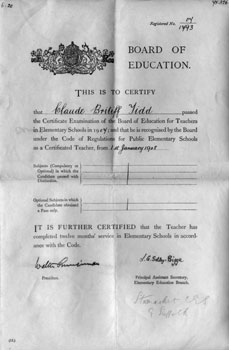 Registered No. 07/1493
BOARD OF
EDUCATION.
THIS IS TO CERTIFY
that Claude Briliff Tidd passed
the Certificate Examination of the Board of Education for Teachers
in Elementary Schools in 1907; and that he is recognised by the Board
under the Code of Regulations for Public Elementary Schools
as a Certificated Teacher, from 1st January 1908
Subjects (Compulsory or
Optional) in which the
Candidate passed with
Distinction.
Subjects (Optional) in
which the Candidate obtained
a Pass only.
IT IS FURTHER CERTIFIED that the Teacher has
completed twelve months' service in Elementary Schools in accord-
ance with the Code.
Walter Runciman
President.
Principal Assistant Secretary,
Elementary Education Branch.